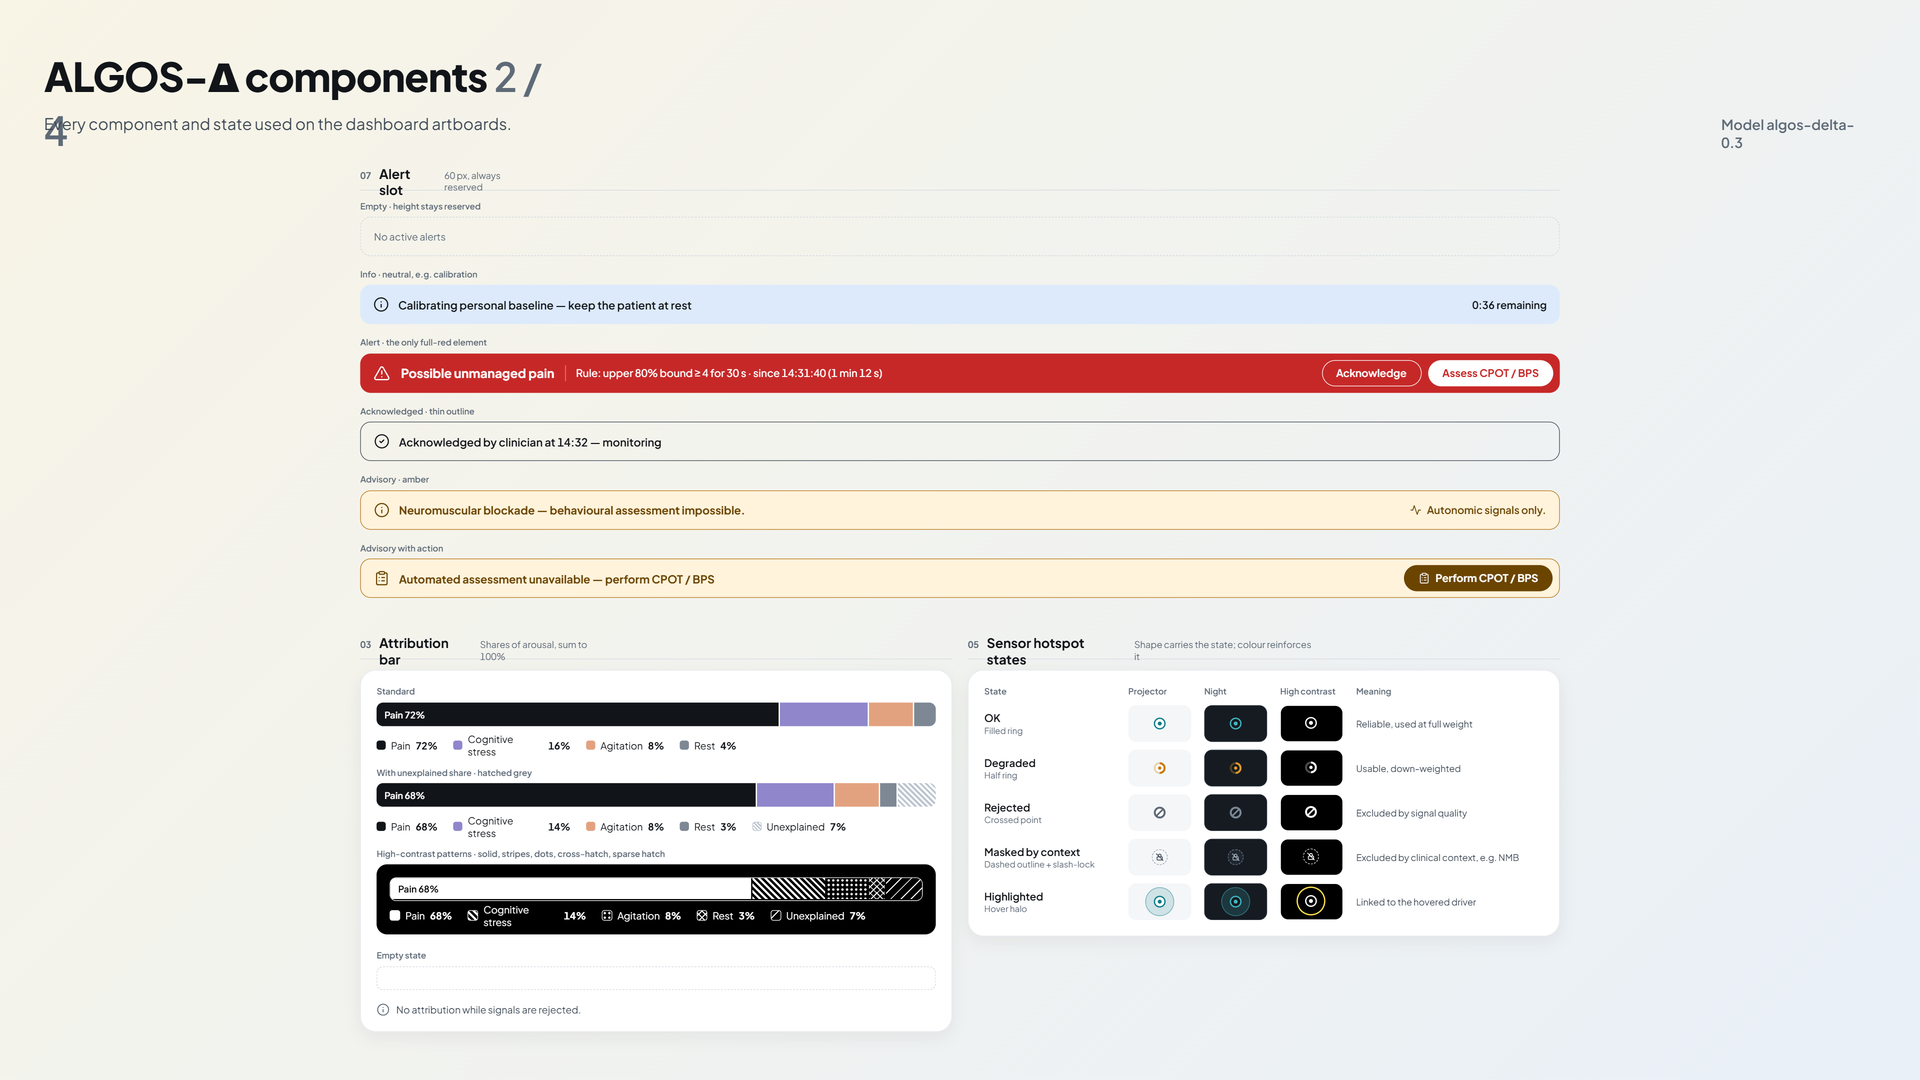 ALGOS-Δ components 2 /
4
Every component and state used on the dashboard artboards.
Model algos-delta-
0.3
07 Alert
slot
60 px, always
reserved
Empty · height stays reserved
No active alerts
Info · neutral, e.g. calibration
Calibrating personal baseline — keep the patient at rest 0:36 remaining
Alert · the only full-red element
Possible unmanaged pain Rule: upper 80% bound ≥ 4 for 30 s · since 14:31:40 (1 min 12 s) Acknowledge Assess CPOT / BPS
Acknowledged · thin outline
Acknowledged by clinician at 14:32 — monitoring
Advisory · amber
Neuromuscular blockade — behavioural assessment impossible. Autonomic signals only.
Advisory with action
Automated assessment unavailable — perform CPOT / BPS Perform CPOT / BPS
03 Attribution
bar
Shares of arousal, sum to
100%
Standard
Pain 72%
Pain 72% Cognitive
stress 16% Agitation 8% Rest 4%
With unexplained share · hatched grey
Pain 68%
Pain 68% Cognitive
stress 14% Agitation 8% Rest 3% Unexplained 7%
High-contrast patterns · solid, stripes, dots, cross-hatch, sparse hatch
Pain 68%
Pain 68% Cognitive
stress 14% Agitation 8% Rest 3% Unexplained 7%
Empty state
No attribution while signals are rejected.
05 Sensor hotspot
states
Shape carries the state; colour reinforces
it
State Projector Night High contrast Meaning
OK
Filled ring
Reliable, used at full weight
Degraded
Half ring
Usable, down-weighted
Rejected
Crossed point
Excluded by signal quality
Masked by context
Dashed outline + slash-lock
Excluded by clinical context, e.g. NMB
Highlighted
Hover halo
Linked to the hovered driver